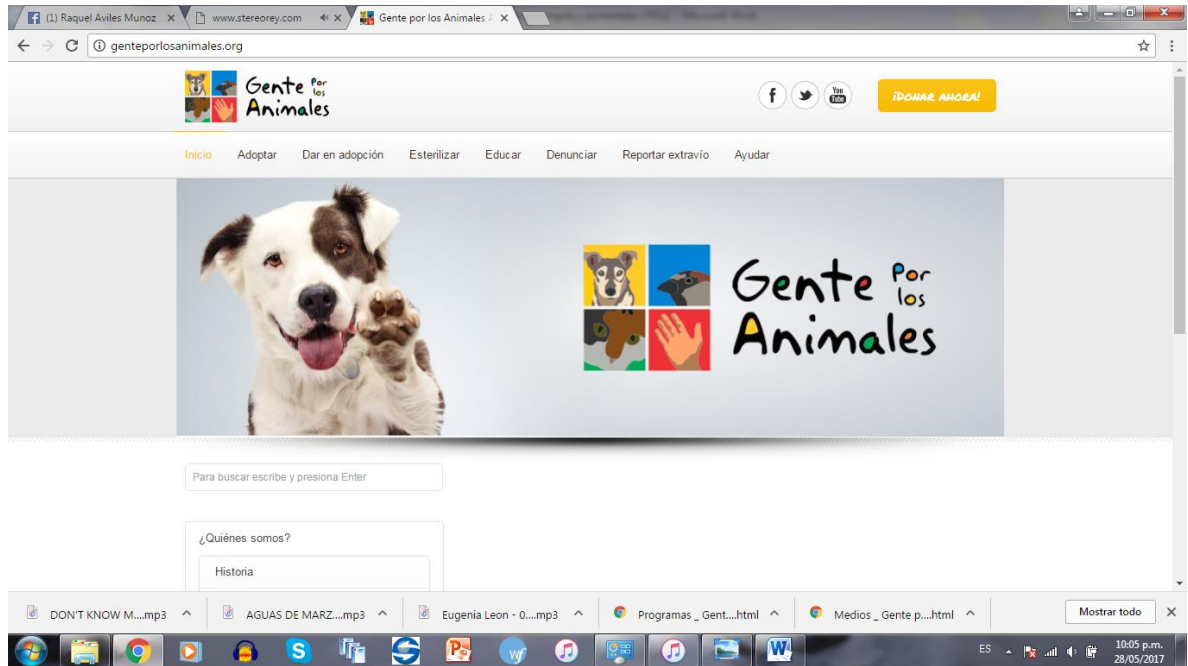 (1) Raquel Aviles Munoz
www.stereorey.com
Gente por los Animales A
genteporlosanimales.org
Gente Por los Animales
f
You Tube
¡DONAR AHORA!
Inicio Adoptar Dar en adopción Esterilizar Educar Denunciar Reportar extravío Ayudar
Gente Por los Animales
Para buscar escribe y presiona Enter
¿Quiénes somos?
Historia
DON'T KNOW M....mp3 AGUAS DE MARZ....mp3 Eugenia Leon - 0....mp3 Programas _ Gent....html Medios _ Gente p....html Mostrar todo
ES 10:05 p.m.
28/05/2017